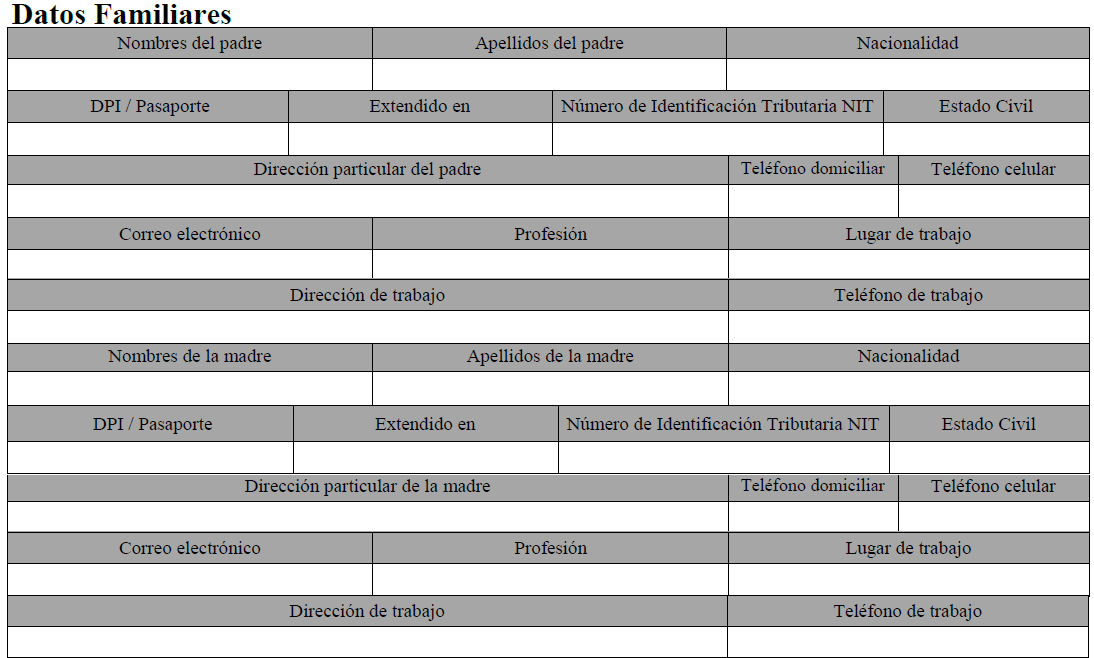 Datos Familiares
Nombres del padre Apellidos del padre Nacionalidad
DPI / Pasaporte Extendido en Número de Identificación Tributaria NIT Estado Civil
Dirección particular del padre Teléfono domiciliar Teléfono celular
Correo electrónico Profesión Lugar de trabajo
Dirección de trabajo Teléfono de trabajo
Nombres de la madre Apellidos de la madre Nacionalidad
DPI / Pasaporte Extendido en Número de Identificación Tributaria NIT Estado Civil
Dirección particular de la madre Teléfono domiciliar Teléfono celular
Correo electrónico Profesión Lugar de trabajo
Dirección de trabajo Teléfono de trabajo